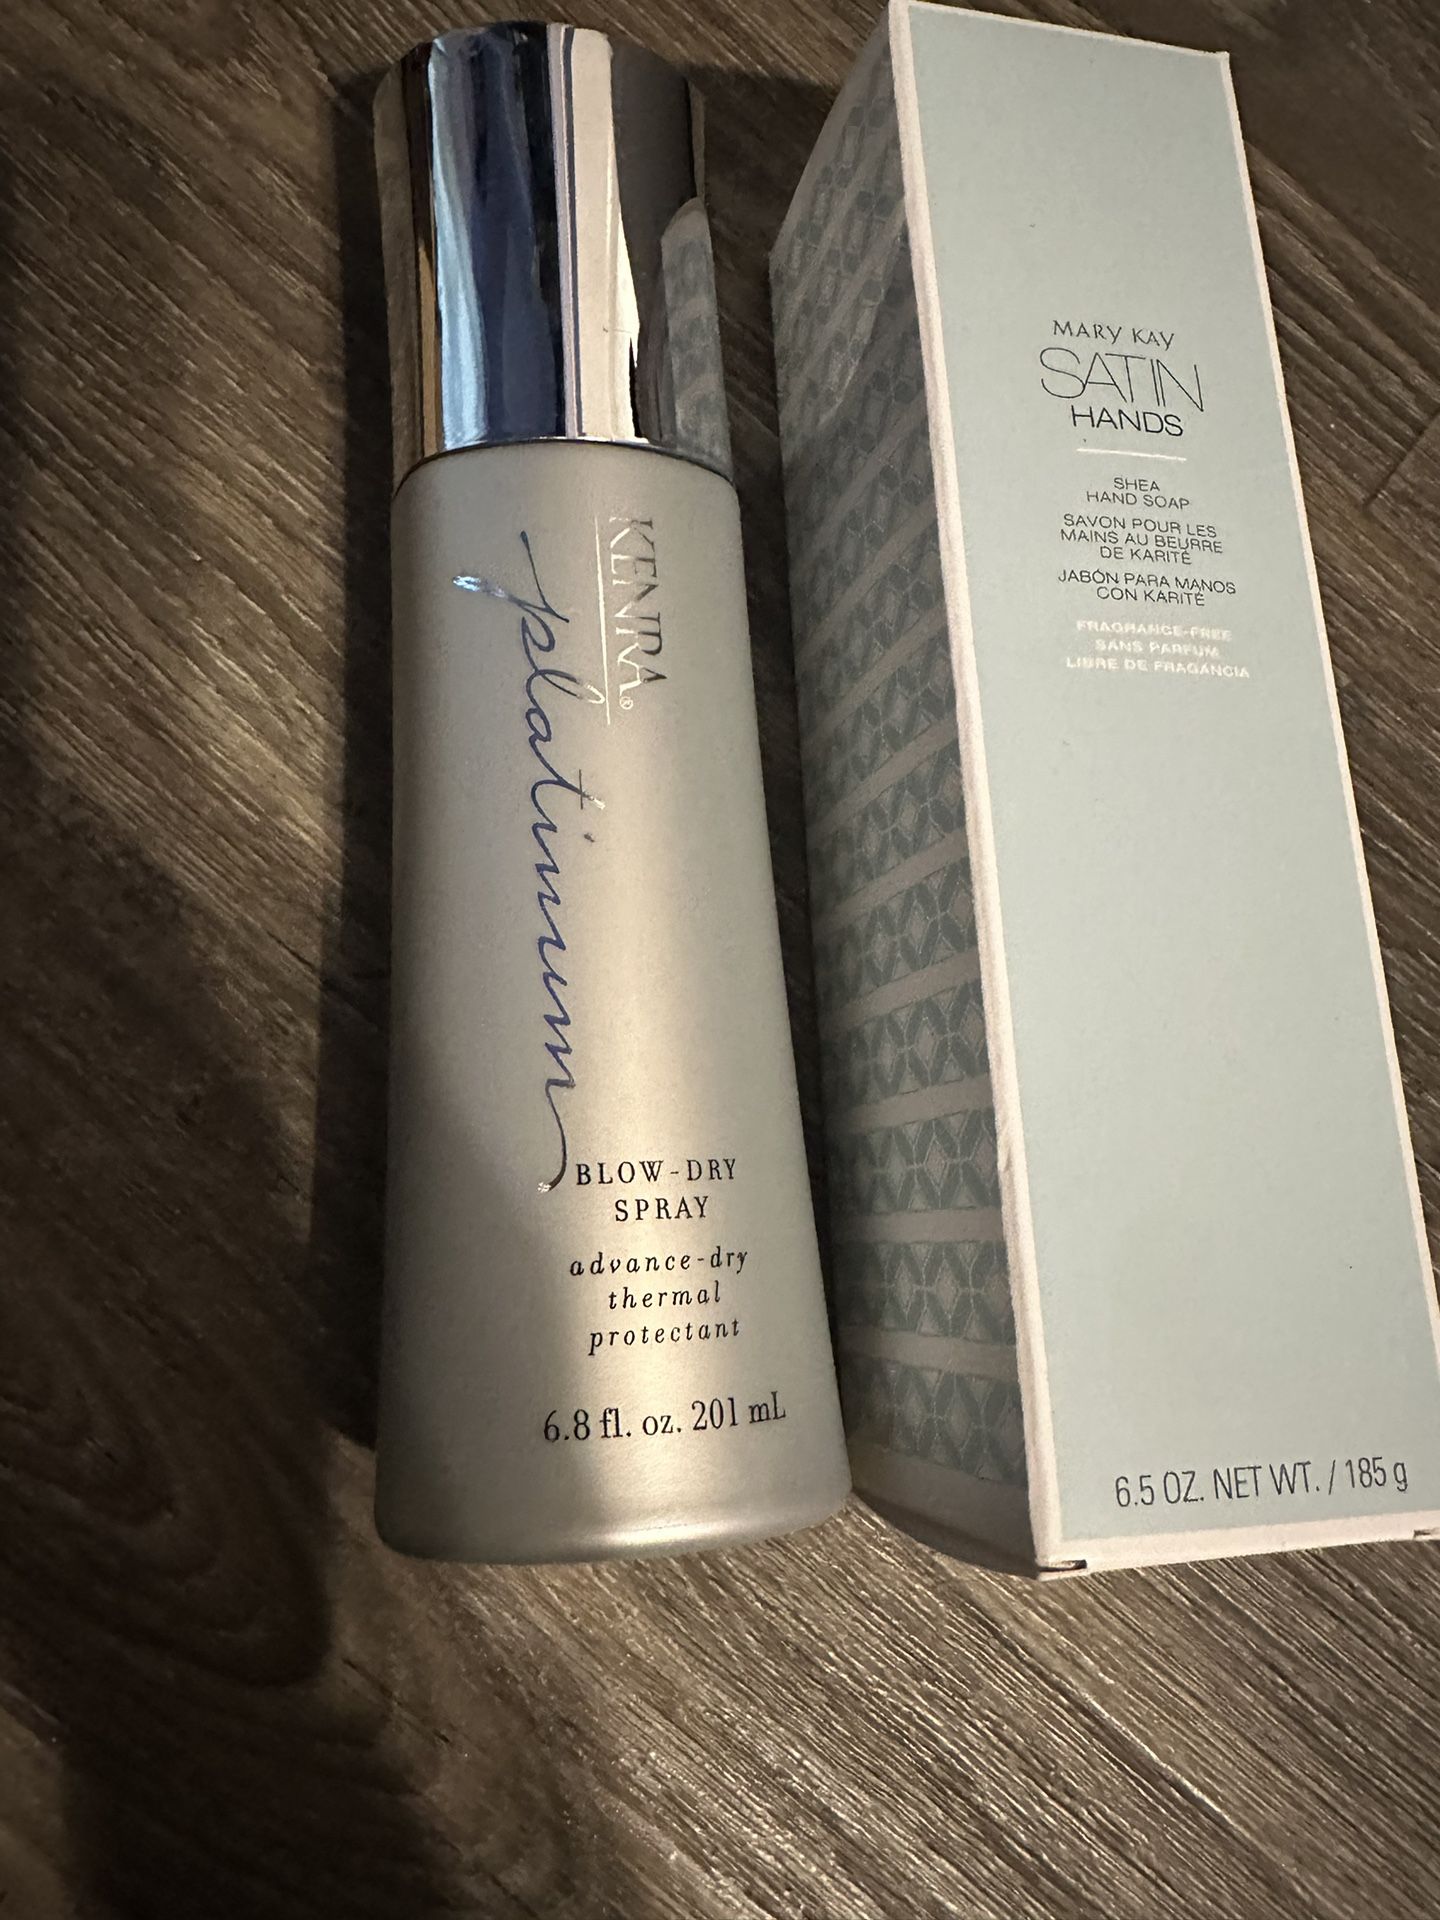 KENRA®
platinum
BLOW-DRY
SPRAY
advance-dry
thermal
protectant
6.8 fl. oz. 201 mL
MARY KAY
SATIN
HANDS
SHEA
HAND SOAP
SAVON POUR LES
MAINS AU BEURRE
DE KARITÉ
JABÓN PARA MANOS
CON KARITÉ
FRAGRANCE-FREE
SANS PARFUM
LIBRE DE FRAGANCIA
6.5 OZ. NET WT. / 185 g